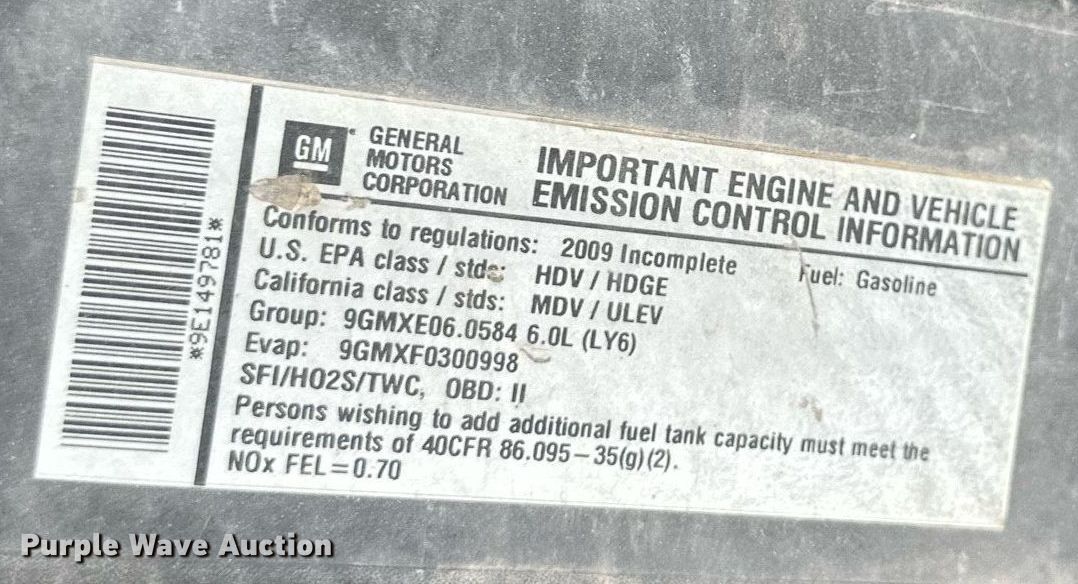 GM
GENERAL
MOTORS
CORPORATION
IMPORTANT ENGINE AND VEHICLE
EMISSION CONTROL INFORMATION
Conforms to regulations: 2009 Incomplete Fuel: Gasoline
U.S. EPA class / stds: HDV / HDGE
California class / stds: MDV / ULEV
Group: 9GMXE06.0584 6.0L (LY6)
Evap: 9GMXF0300998
SFI/HO2S/TWC, OBD: II
Persons wishing to add additional fuel tank capacity must meet the
requirements of 40CFR 86.095-35(g)(2).
NOx FEL=0.70
*9E149781*
Purple Wave Auction